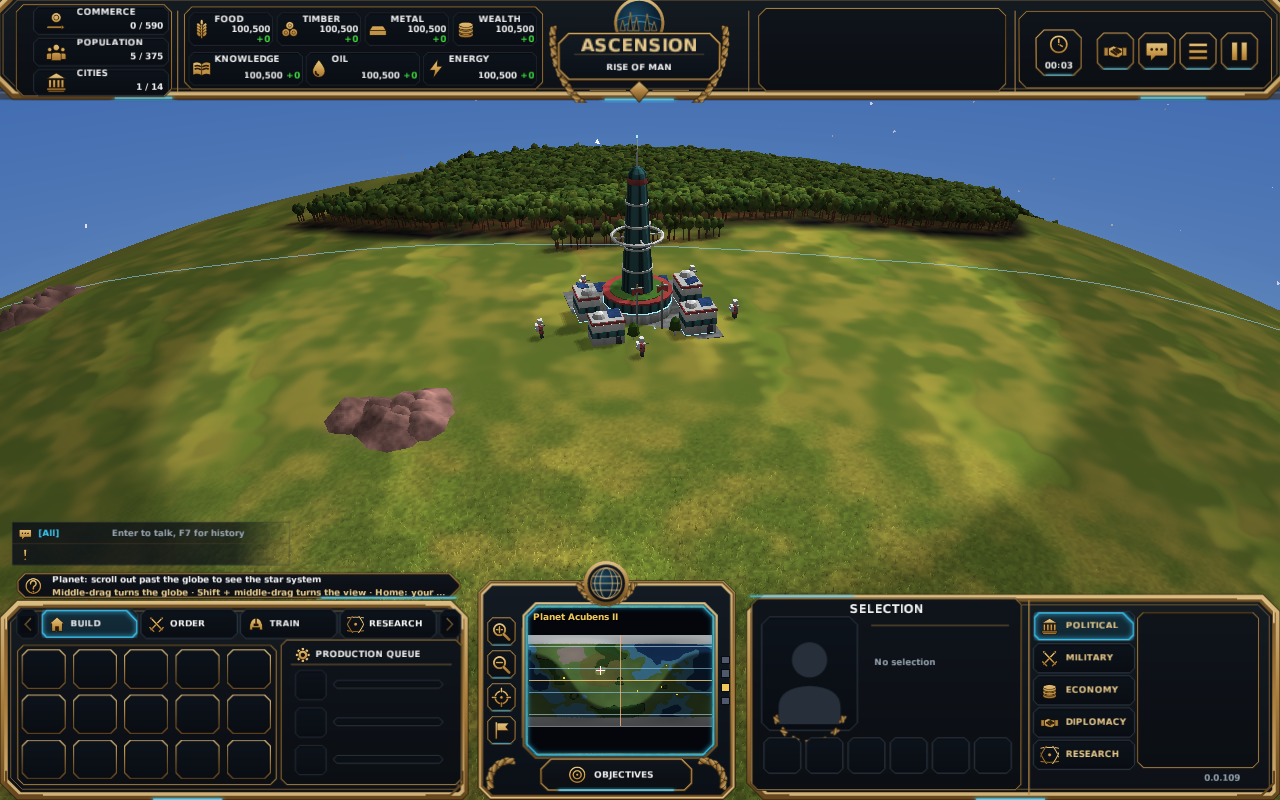 COMMERCE
0 / 590
POPULATION
5 / 375
CITIES
1 / 14
FOOD
100,500
+0
TIMBER
100,500
+0
METAL
100,500
+0
WEALTH
100,500
+0
KNOWLEDGE
100,500 +0
OIL
100,500 +0
ENERGY
100,500 +0
ASCENSION
RISE OF MAN
00:03
[All] Enter to talk, F7 for history
!
Planet: scroll out past the globe to see the star system
Middle-drag turns the globe · Shift + middle-drag turns the view · Home: your ...
BUILD
ORDER
TRAIN
RESEARCH
PRODUCTION QUEUE
Planet Acubens II
OBJECTIVES
SELECTION
No selection
POLITICAL
MILITARY
ECONOMY
DIPLOMACY
RESEARCH
0.0.109